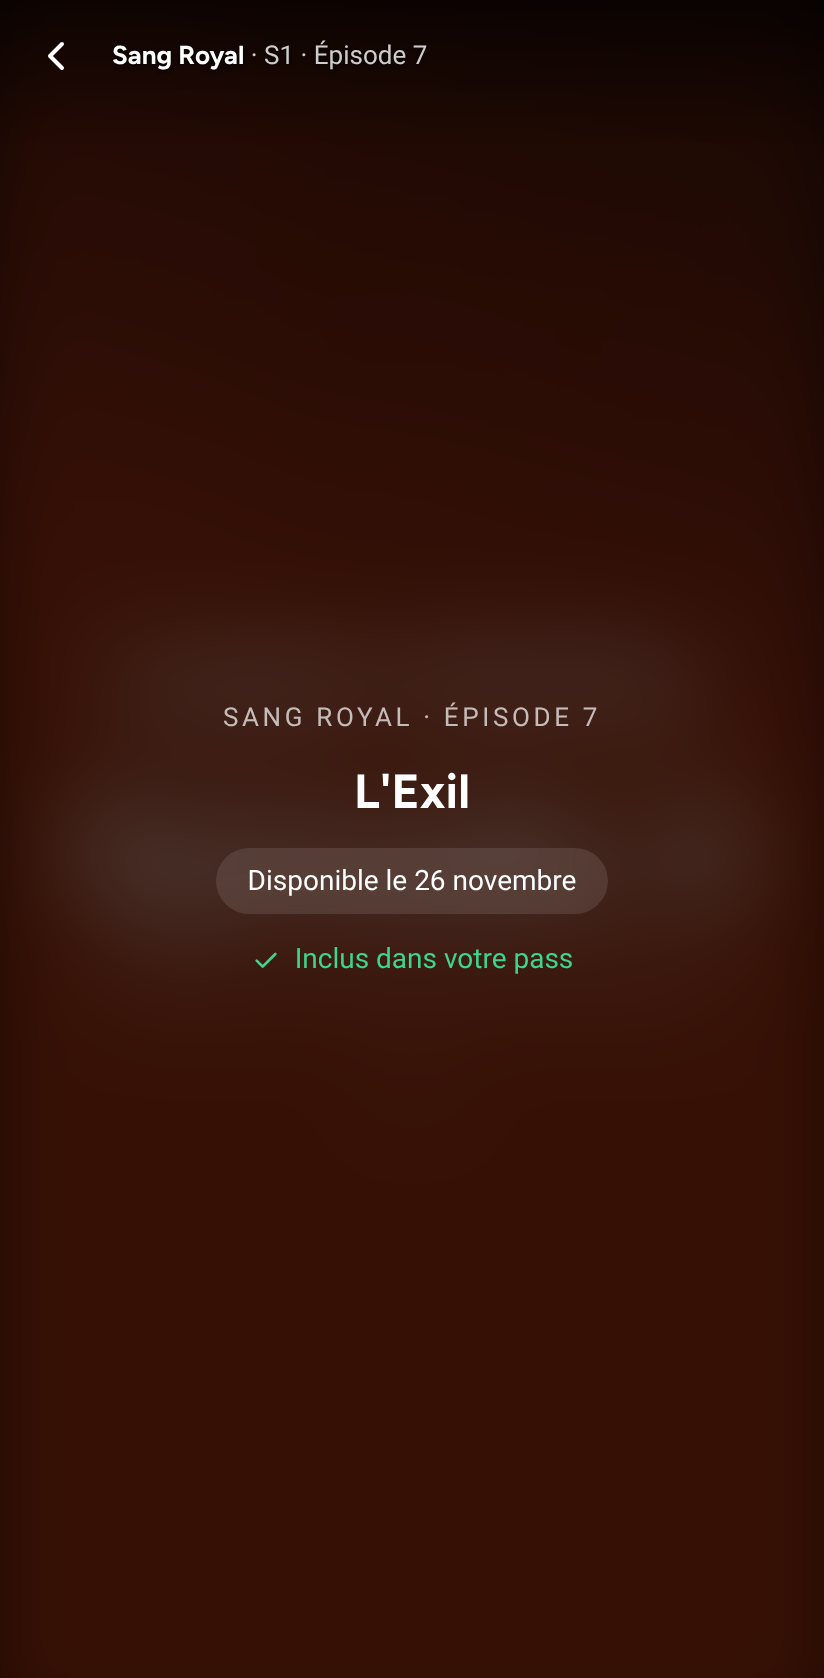 Sang Royal · S1 · Épisode 7
SANG ROYAL · ÉPISODE 7
L'Exil
Disponible le 26 novembre
Inclus dans votre pass